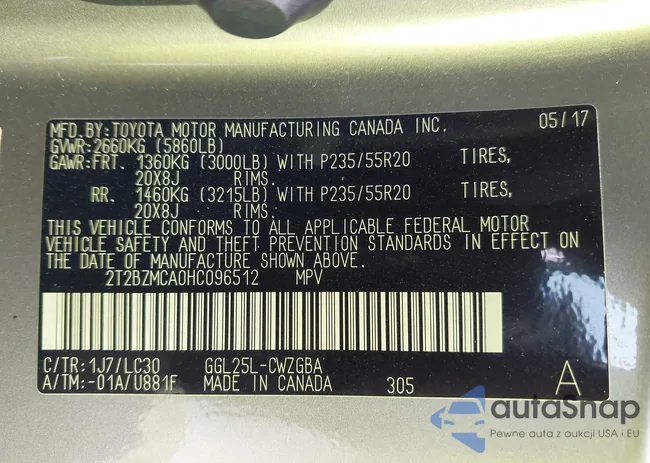 MFD.BY:TOYOTA MOTOR MANUFACTURING CANADA INC. 05/17
GVWR:2660KG (5860LB)
GAWR:FRT. 1360KG (3000LB) WITH P235/55R20 TIRES,
20X8J RIMS.
RR. 1460KG (3215LB) WITH P235/55R20 TIRES,
20X8J RIMS.
THIS VEHICLE CONFORMS TO ALL APPLICABLE FEDERAL MOTOR
VEHICLE SAFETY AND THEFT PREVENTION STANDARDS IN EFFECT ON
THE DATE OF MANUFACTURE SHOWN ABOVE.
2T2BZMCA0HC096512 MPV
C/TR:1J7/LC30 GGL25L-CWZGBA
A/TM:-01A/U881F MADE IN CANADA 305 A
autaSnap
Pewne auta z aukcji USA i EU